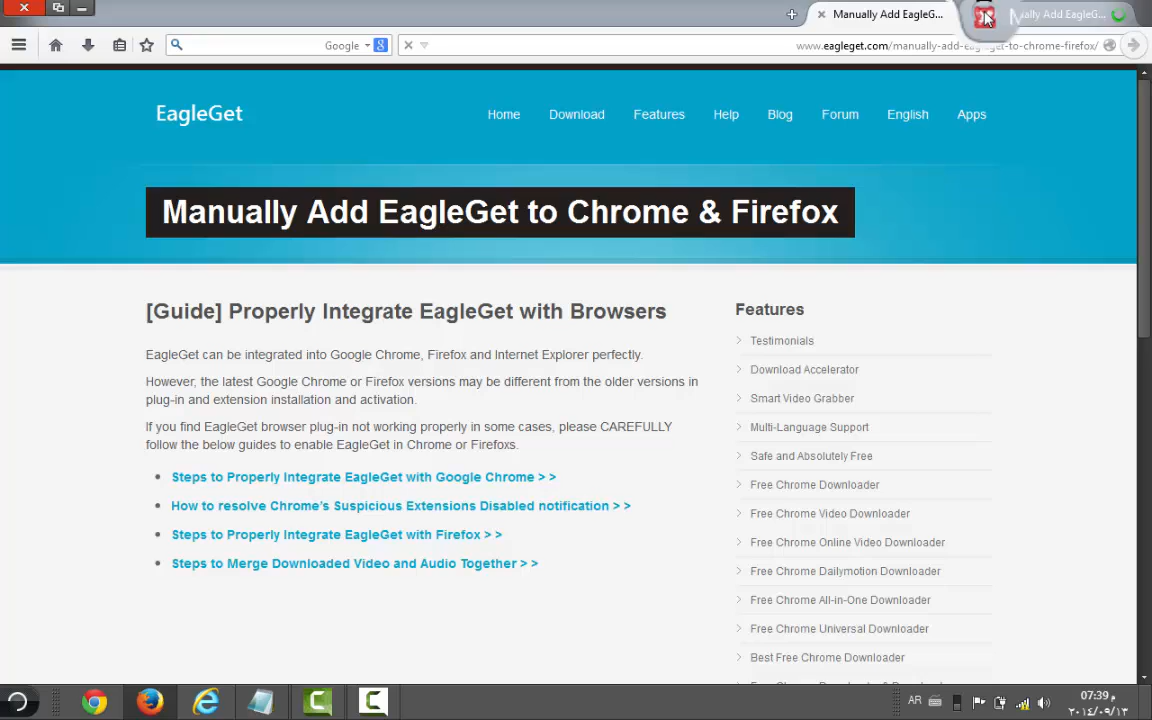 Manually Add EagleG...
ally Add EagleG...
Google
www.eagleget.com/manually-add-eagleget-to-chrome-firefox/
EagleGet
Home
Download
Features
Help
Blog
Forum
English
Apps
Manually Add EagleGet to Chrome & Firefox
[Guide] Properly Integrate EagleGet with Browsers
EagleGet can be integrated into Google Chrome, Firefox and Internet Explorer perfectly.
However, the latest Google Chrome or Firefox versions may be different from the older versions in
plug-in and extension installation and activation.
If you find EagleGet browser plug-in not working properly in some cases, please CAREFULLY
follow the below guides to enable EagleGet in Chrome or Firefoxs.
Steps to Properly Integrate EagleGet with Google Chrome > >
How to resolve Chrome's Suspicious Extensions Disabled notification > >
Steps to Properly Integrate EagleGet with Firefox > >
Steps to Merge Downloaded Video and Audio Together > >
Features
Testimonials
Download Accelerator
Smart Video Grabber
Multi-Language Support
Safe and Absolutely Free
Free Chrome Downloader
Free Chrome Video Downloader
Free Chrome Online Video Downloader
Free Chrome Dailymotion Downloader
Free Chrome All-in-One Downloader
Free Chrome Universal Downloader
Best Free Chrome Downloader
AR
07:39 م
٢٠١٤/٠٩/١٣